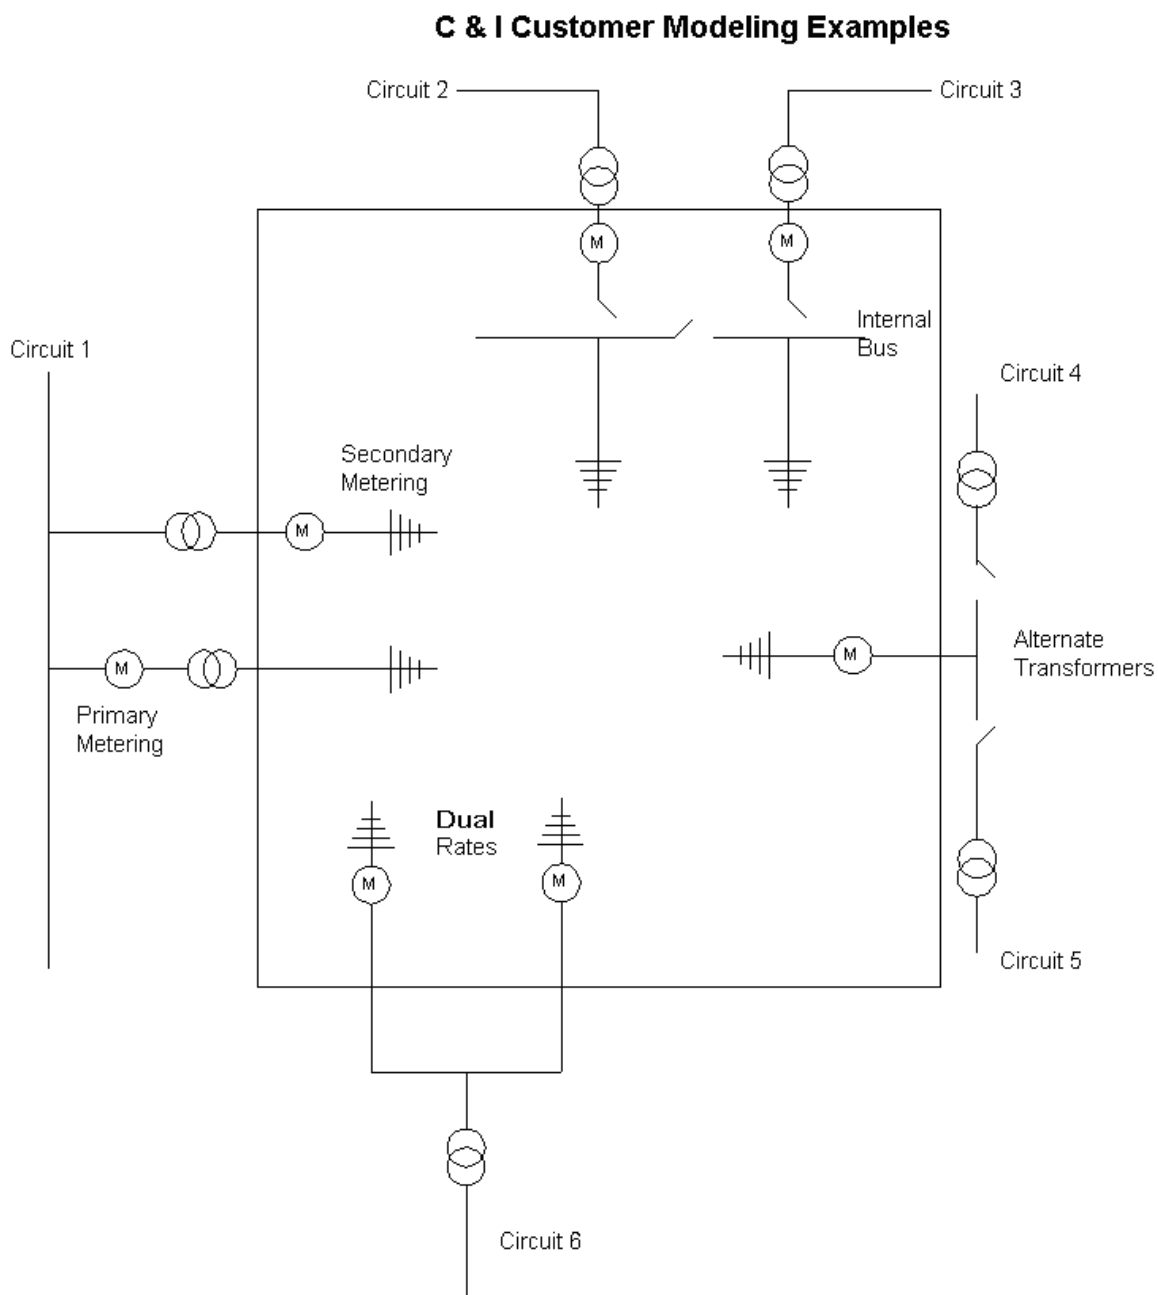 C & I Customer Modeling Examples
Circuit 2
Circuit 3
M
M
Internal
Bus
Circuit 1
Circuit 4
Secondary
Metering
M
M
Primary
Metering
M
Alternate
Transformers
Dual
Rates
M
M
Circuit 5
Circuit 6